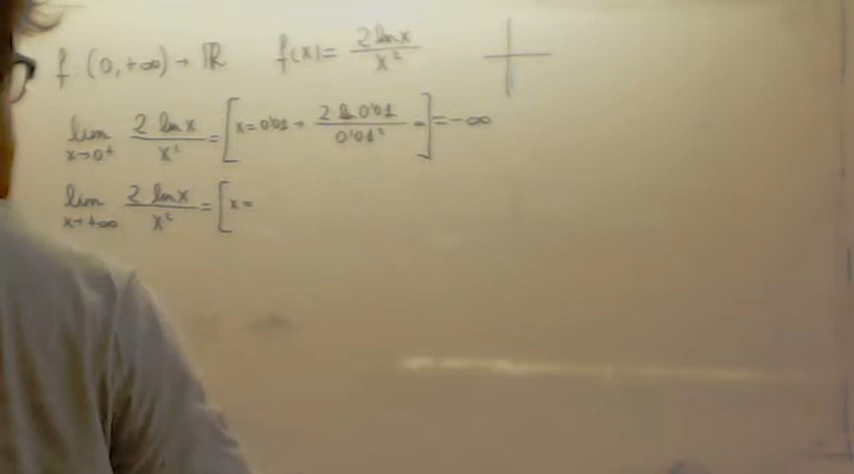 f (0, +∞) → ℝ f(x) = 2 ln x / x²
lim x→0⁺ 2 ln x / x² = [x = 0'01 → 2 ln 0'01 / 0'01² =] = -∞
lim x→+∞ 2 ln x / x² = [x =